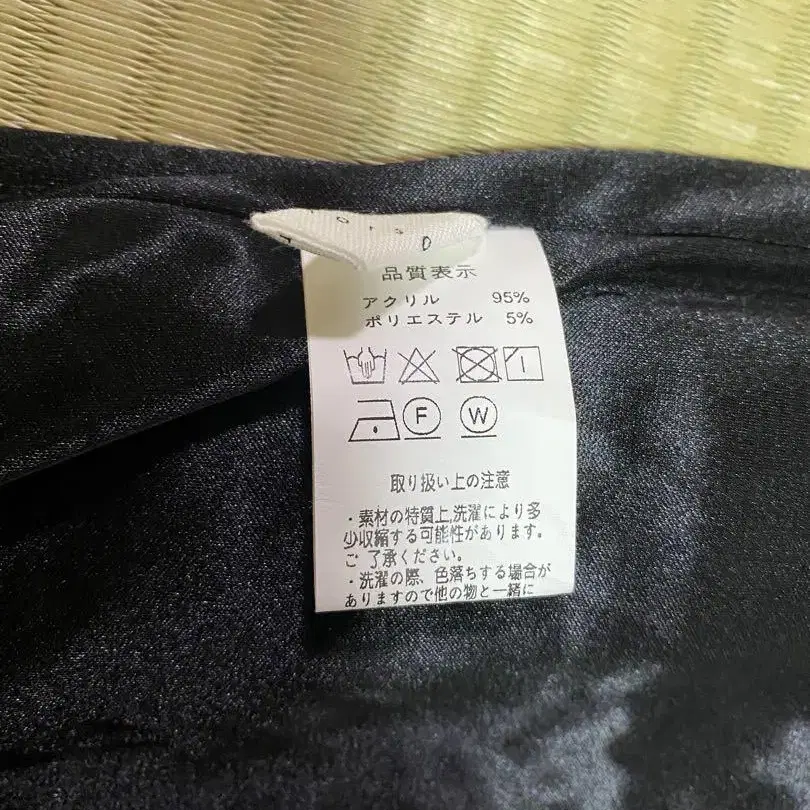 品質表示
アクリル 95%
ポリエステル 5%
F W
取り扱い上の注意
・素材の特質上,洗濯により多
少収縮する可能性があります。
ご了承ください。
・洗濯の際、色落ちする場合が
ありますので他の物と一緒に